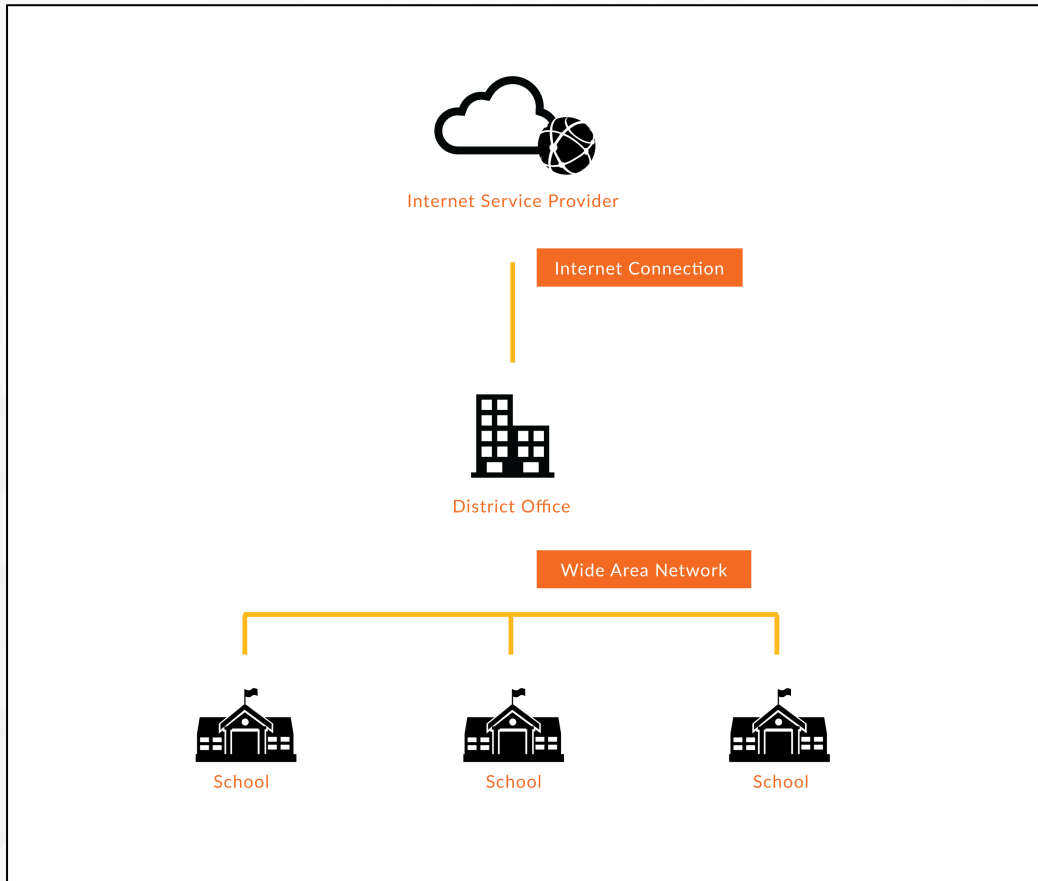 Internet Service Provider
Internet Connection
District Office
Wide Area Network
School
School
School